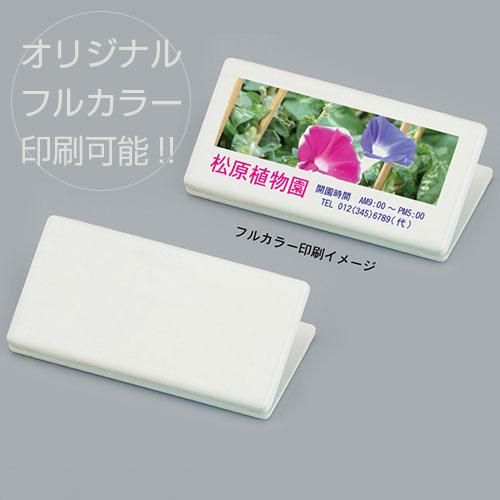 オリジナル
フルカラー
印刷可能!!
松原植物園
開園時間 AM9:00～PM5:00
TEL 012(345)6789(代)
フルカラー印刷イメージ